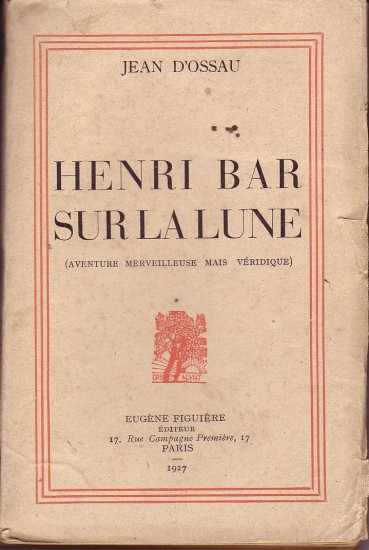 JEAN D'OSSAU
HENRI BAR
SUR LA LUNE
(AVENTURE MERVEILLEUSE MAIS VÉRIDIQUE)
ALVNT
EUGÈNE FIGUIÈRE
ÉDITEUR
17, Rue Campagne Première, 17
PARIS
1927